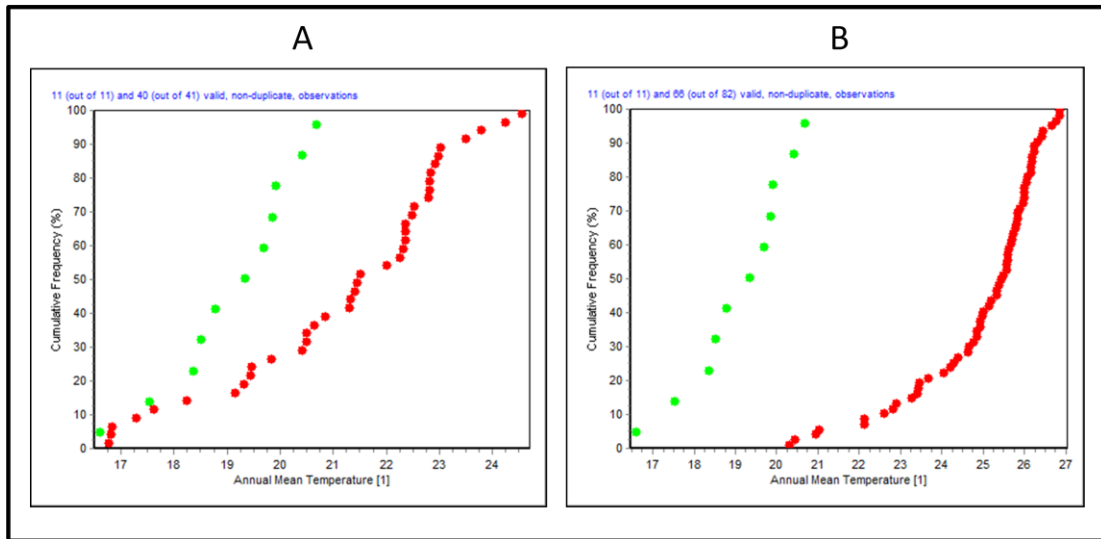 A
B
11 (out of 11) and 40 (out of 41) valid, non-duplicate, observations
100
90
80
70
60
50
40
30
20
10
0
Cumulative Frequency (%)
17 18 19 20 21 22 23 24
Annual Mean Temperature [1]
11 (out of 11) and 66 (out of 82) valid, non-duplicate, observations
100
90
80
70
60
50
40
30
20
10
0
Cumulative Frequency (%)
17 18 19 20 21 22 23 24 25 26 27
Annual Mean Temperature [1]